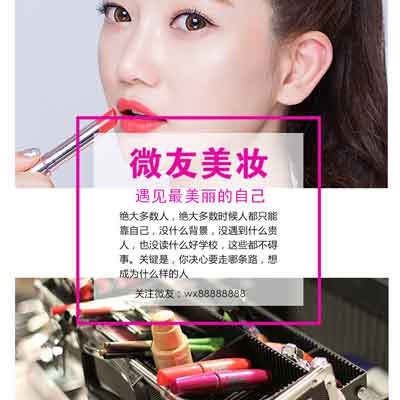 微友美妆
遇见最美丽的自己
绝大多数人，绝大多数时候人都只能
靠自己，没什么背景，没遇到什么贵
人，也没读什么好学校，这些都不碍
事。关键是，你决心要走哪条路，想
成为什么样的人
关注微友：wx88888888